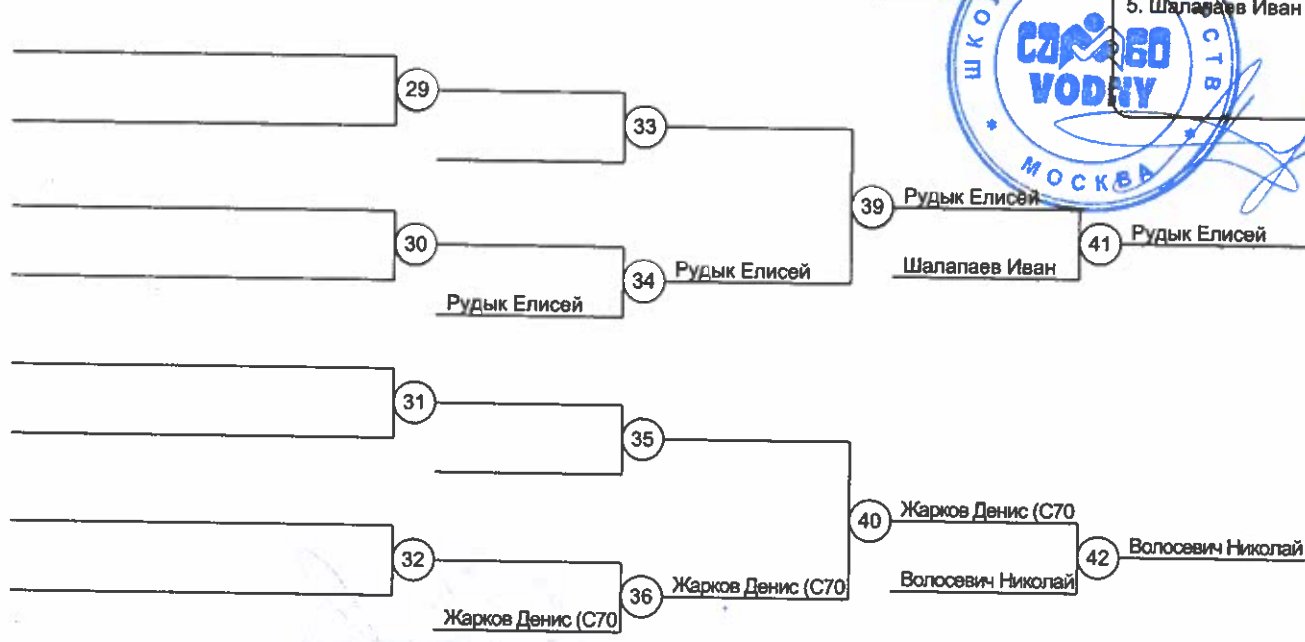 5. Шалапаев Иван
САМБО
VODNY
МОСКВА
29
33
39
Рудык Елисей
30
41
Рудык Елисей
Шалапаев Иван
34
Рудык Елисей
Рудык Елисей
31
35
40
Жарков Денис (С70
32
42
Волосевич Николай
Волосевич Николай
36
Жарков Денис (С70
Жарков Денис (С70